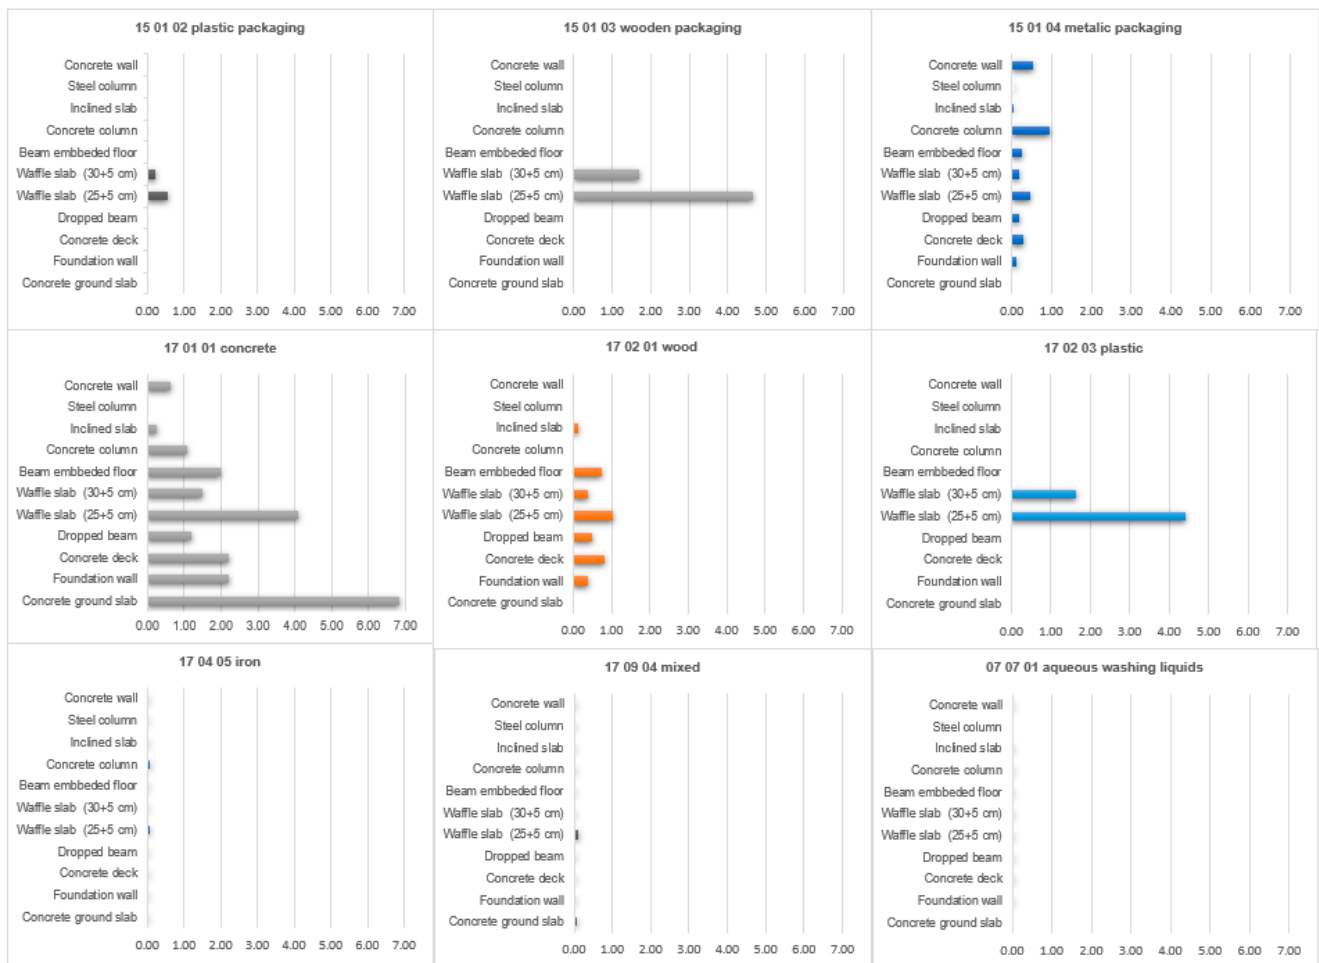 15 01 02 plastic packaging
Concrete wall
Steel column
Inclined slab
Concrete column
Beam embbeded floor
Waffle slab (30+5 cm)
Waffle slab (25+5 cm)
Dropped beam
Concrete deck
Foundation wall
Concrete ground slab
0.00 1.00 2.00 3.00 4.00 5.00 6.00 7.00
15 01 03 wooden packaging
Concrete wall
Steel column
Inclined slab
Concrete column
Beam embbeded floor
Waffle slab (30+5 cm)
Waffle slab (25+5 cm)
Dropped beam
Concrete deck
Foundation wall
Concrete ground slab
0.00 1.00 2.00 3.00 4.00 5.00 6.00 7.00
15 01 04 metalic packaging
Concrete wall
Steel column
Inclined slab
Concrete column
Beam embbeded floor
Waffle slab (30+5 cm)
Waffle slab (25+5 cm)
Dropped beam
Concrete deck
Foundation wall
Concrete ground slab
0.00 1.00 2.00 3.00 4.00 5.00 6.00 7.00
17 01 01 concrete
Concrete wall
Steel column
Inclined slab
Concrete column
Beam embbeded floor
Waffle slab (30+5 cm)
Waffle slab (25+5 cm)
Dropped beam
Concrete deck
Foundation wall
Concrete ground slab
0.00 1.00 2.00 3.00 4.00 5.00 6.00 7.00
17 02 01 wood
Concrete wall
Steel column
Inclined slab
Concrete column
Beam embbeded floor
Waffle slab (30+5 cm)
Waffle slab (25+5 cm)
Dropped beam
Concrete deck
Foundation wall
Concrete ground slab
0.00 1.00 2.00 3.00 4.00 5.00 6.00 7.00
17 02 03 plastic
Concrete wall
Steel column
Inclined slab
Concrete column
Beam embbeded floor
Waffle slab (30+5 cm)
Waffle slab (25+5 cm)
Dropped beam
Concrete deck
Foundation wall
Concrete ground slab
0.00 1.00 2.00 3.00 4.00 5.00 6.00 7.00
17 04 05 iron
Concrete wall
Steel column
Inclined slab
Concrete column
Beam embbeded floor
Waffle slab (30+5 cm)
Waffle slab (25+5 cm)
Dropped beam
Concrete deck
Foundation wall
Concrete ground slab
0.00 1.00 2.00 3.00 4.00 5.00 6.00 7.00
17 09 04 mixed
Concrete wall
Steel column
Inclined slab
Concrete column
Beam embbeded floor
Waffle slab (30+5 cm)
Waffle slab (25+5 cm)
Dropped beam
Concrete deck
Foundation wall
Concrete ground slab
0.00 1.00 2.00 3.00 4.00 5.00 6.00 7.00
07 07 01 aqueous washing liquids
Concrete wall
Steel column
Inclined slab
Concrete column
Beam embbeded floor
Waffle slab (30+5 cm)
Waffle slab (25+5 cm)
Dropped beam
Concrete deck
Foundation wall
Concrete ground slab
0.00 1.00 2.00 3.00 4.00 5.00 6.00 7.00